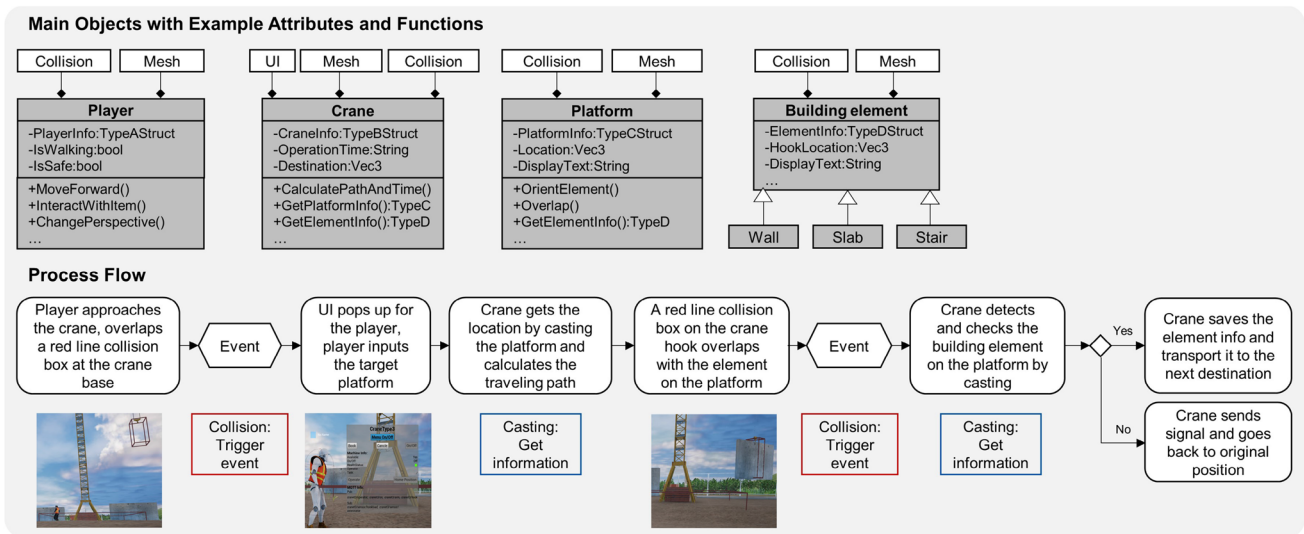 Main Objects with Example Attributes and Functions
Collision
Mesh
Player
-PlayerInfo:TypeAStruct
-IsWalking:bool
-IsSafe:bool
+MoveForward()
+InteractWithItem()
+ChangePerspective()
...
UI
Mesh
Collision
Crane
-CraneInfo:TypeBStruct
-OperationTime:String
-Destination:Vec3
+CalculatePathAndTime()
+GetPlatformInfo():TypeC
+GetElementInfo():TypeD
...
Collision
Mesh
Platform
-PlatformInfo:TypeCStruct
-Location:Vec3
-DisplayText:String
+OrientElement()
+Overlap()
+GetElementInfo():TypeD
...
Collision
Mesh
Building element
-ElementInfo:TypeDStruct
-HookLocation:Vec3
-DisplayText:String
...
Wall
Slab
Stair
Process Flow
Player approaches
the crane, overlaps
a red line collision
box at the crane
base
Event
UI pops up for
the player,
player inputs
the target
platform
Crane gets the
location by casting
the platform and
calculates the
traveling path
A red line collision
box on the crane
hook overlaps
with the element
on the platform
Event
Crane detects
and checks the
building element
on the platform by
casting
Yes
Crane saves the
element info and
transport it to the
next destination
No
Crane sends
signal and goes
back to original
position
Collision:
Trigger
event
CraneType3
Casting:
Get
information
Collision:
Trigger
event
Casting:
Get
information